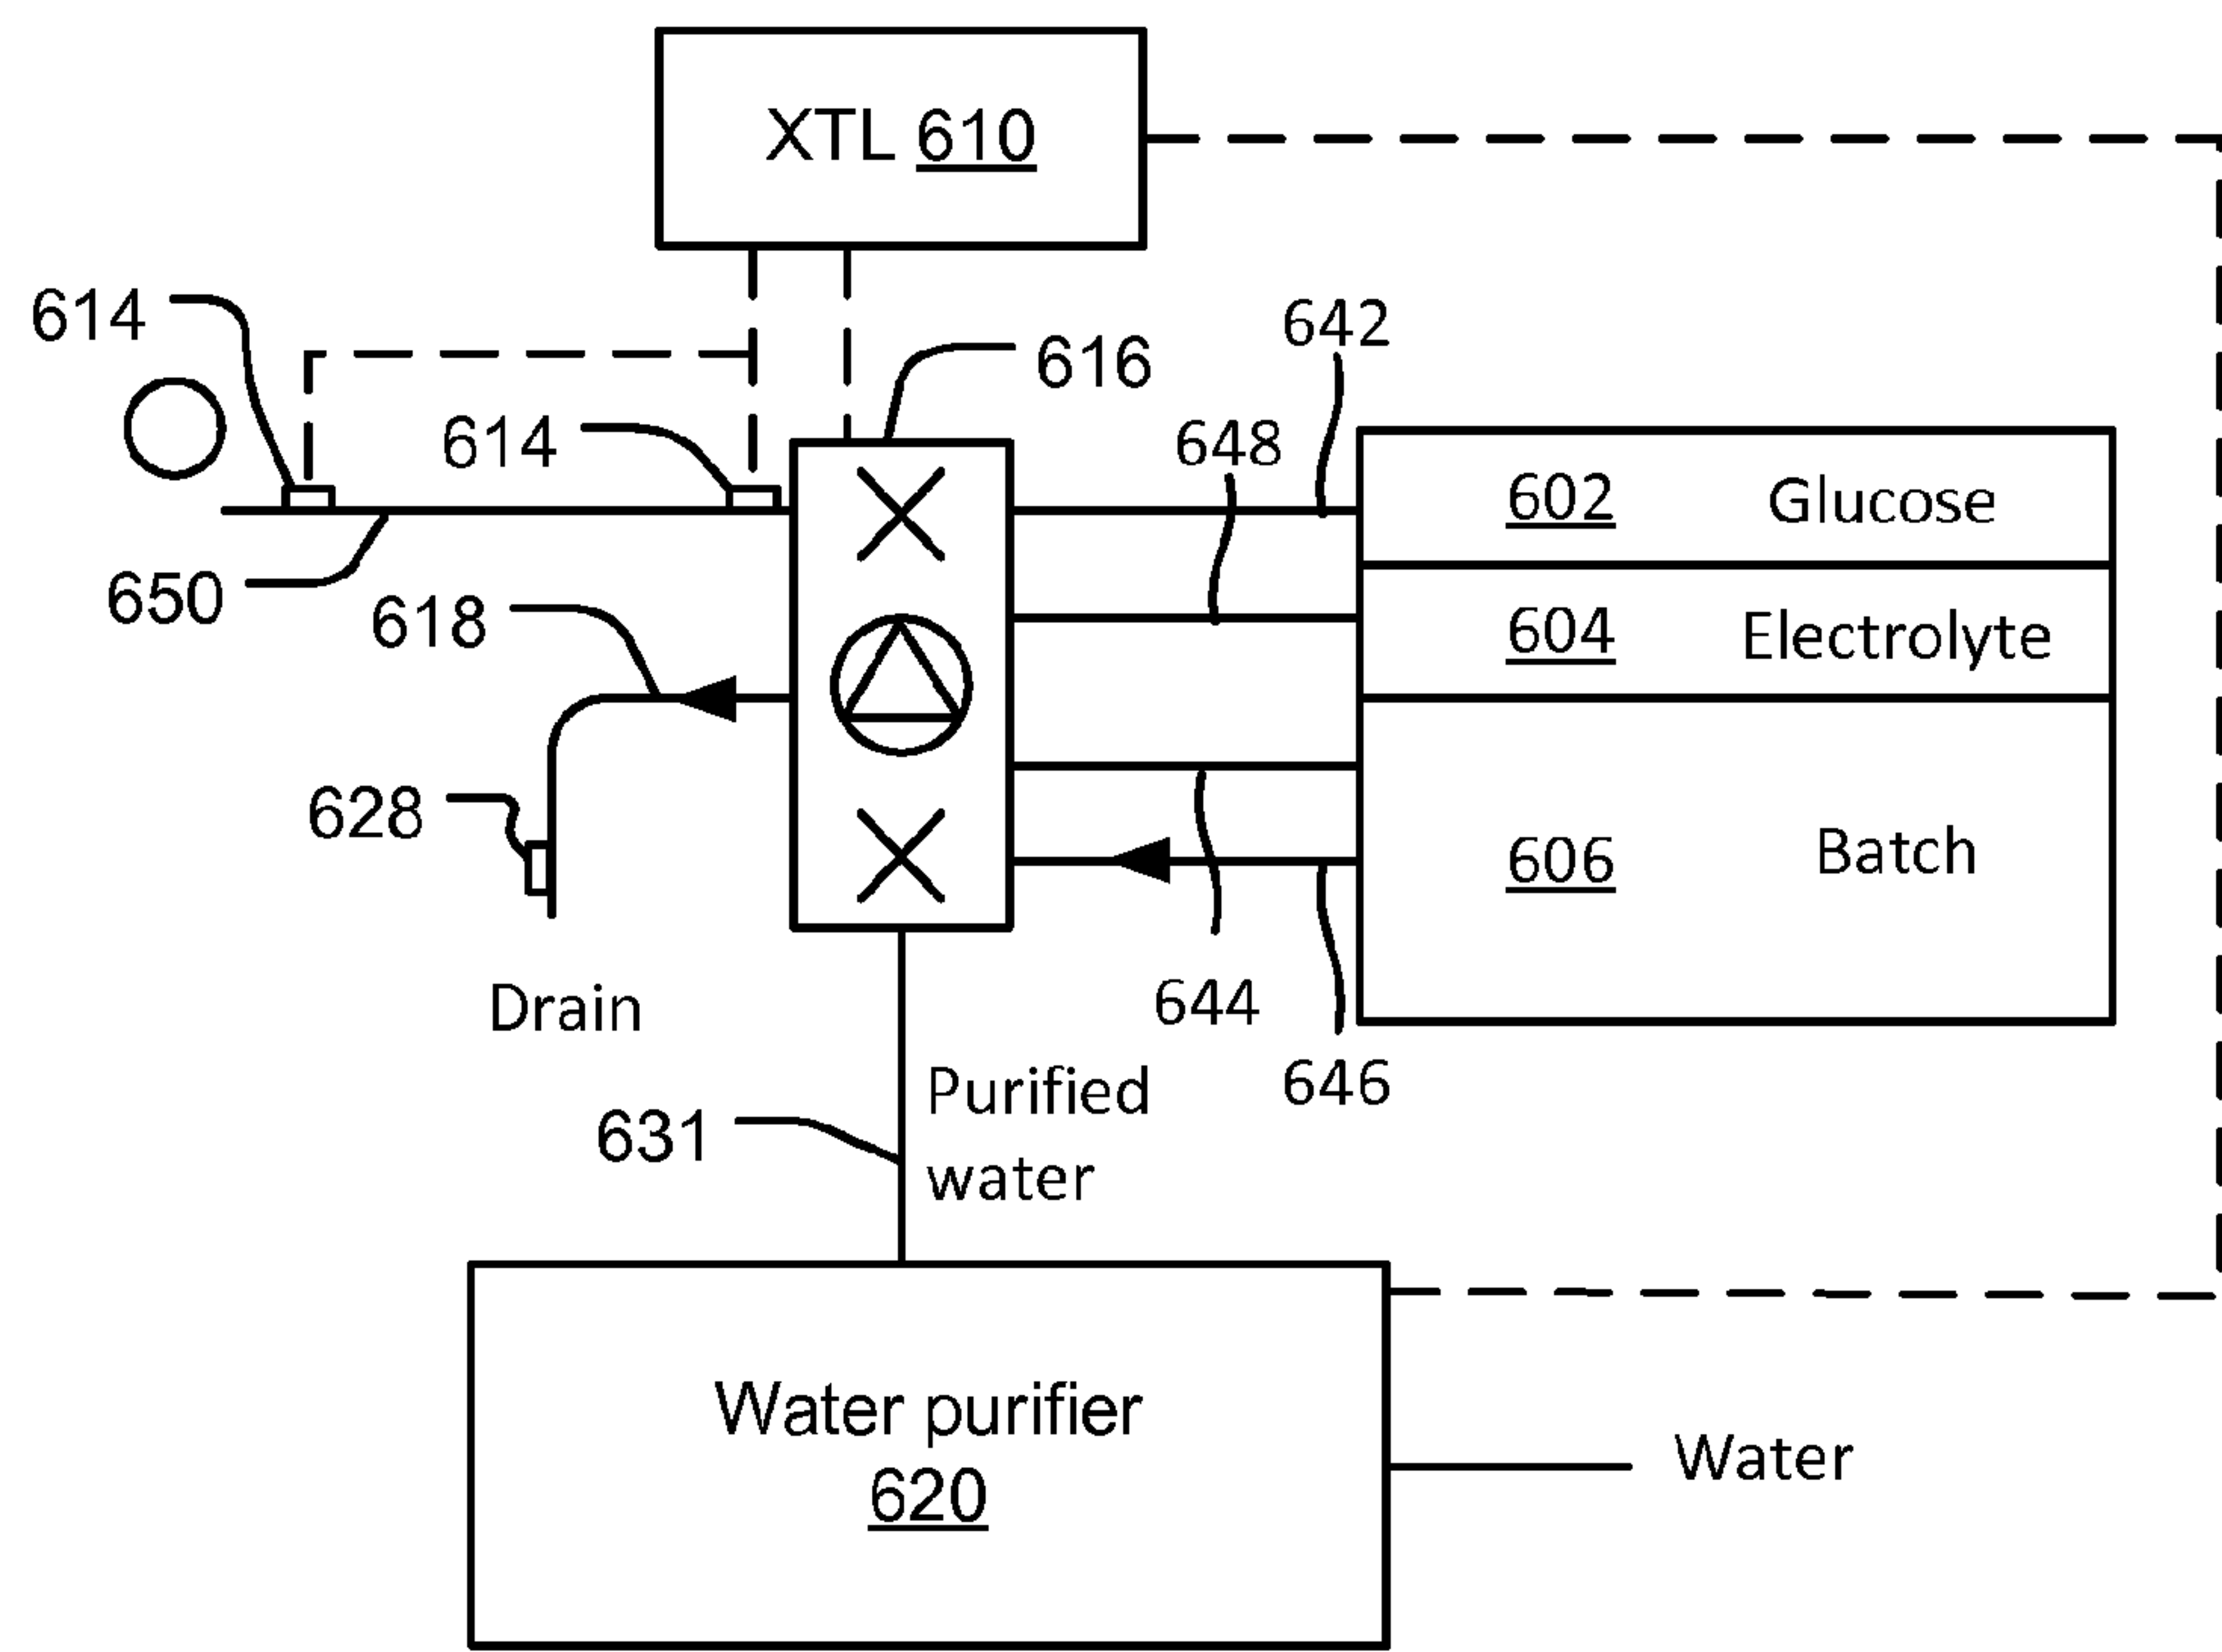 XTL 610
614
616
642
614
648
602 Glucose
650
618
604 Electrolyte
628
606 Batch
Drain
644
646
631
Purified
water
Water purifier
620
Water